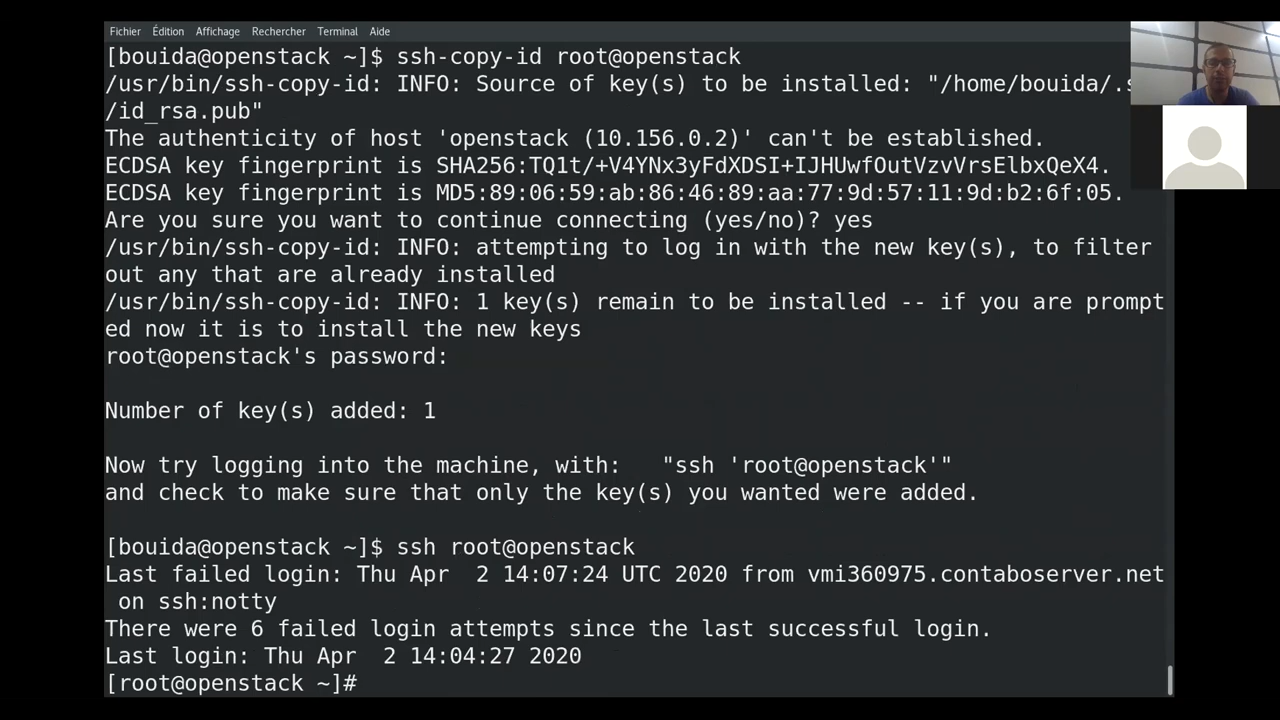 Fichier Édition Affichage Rechercher Terminal Aide
[bouida@openstack ~]$ ssh-copy-id root@openstack
/usr/bin/ssh-copy-id: INFO: Source of key(s) to be installed: "/home/bouida/.
/id_rsa.pub"
The authenticity of host 'openstack (10.156.0.2)' can't be established.
ECDSA key fingerprint is SHA256:TQ1t/+V4YNx3yFdXDSI+IJHUwfOutVzvVrsElbxQeX4.
ECDSA key fingerprint is MD5:89:06:59:ab:86:46:89:aa:77:9d:57:11:9d:b2:6f:05.
Are you sure you want to continue connecting (yes/no)? yes
/usr/bin/ssh-copy-id: INFO: attempting to log in with the new key(s), to filter
out any that are already installed
/usr/bin/ssh-copy-id: INFO: 1 key(s) remain to be installed -- if you are prompt
ed now it is to install the new keys
root@openstack's password:
Number of key(s) added: 1
Now try logging into the machine, with:   "ssh 'root@openstack'"
and check to make sure that only the key(s) you wanted were added.
[bouida@openstack ~]$ ssh root@openstack
Last failed login: Thu Apr  2 14:07:24 UTC 2020 from vmi360975.contaboserver.net
on ssh:notty
There were 6 failed login attempts since the last successful login.
Last login: Thu Apr  2 14:04:27 2020
[root@openstack ~]#